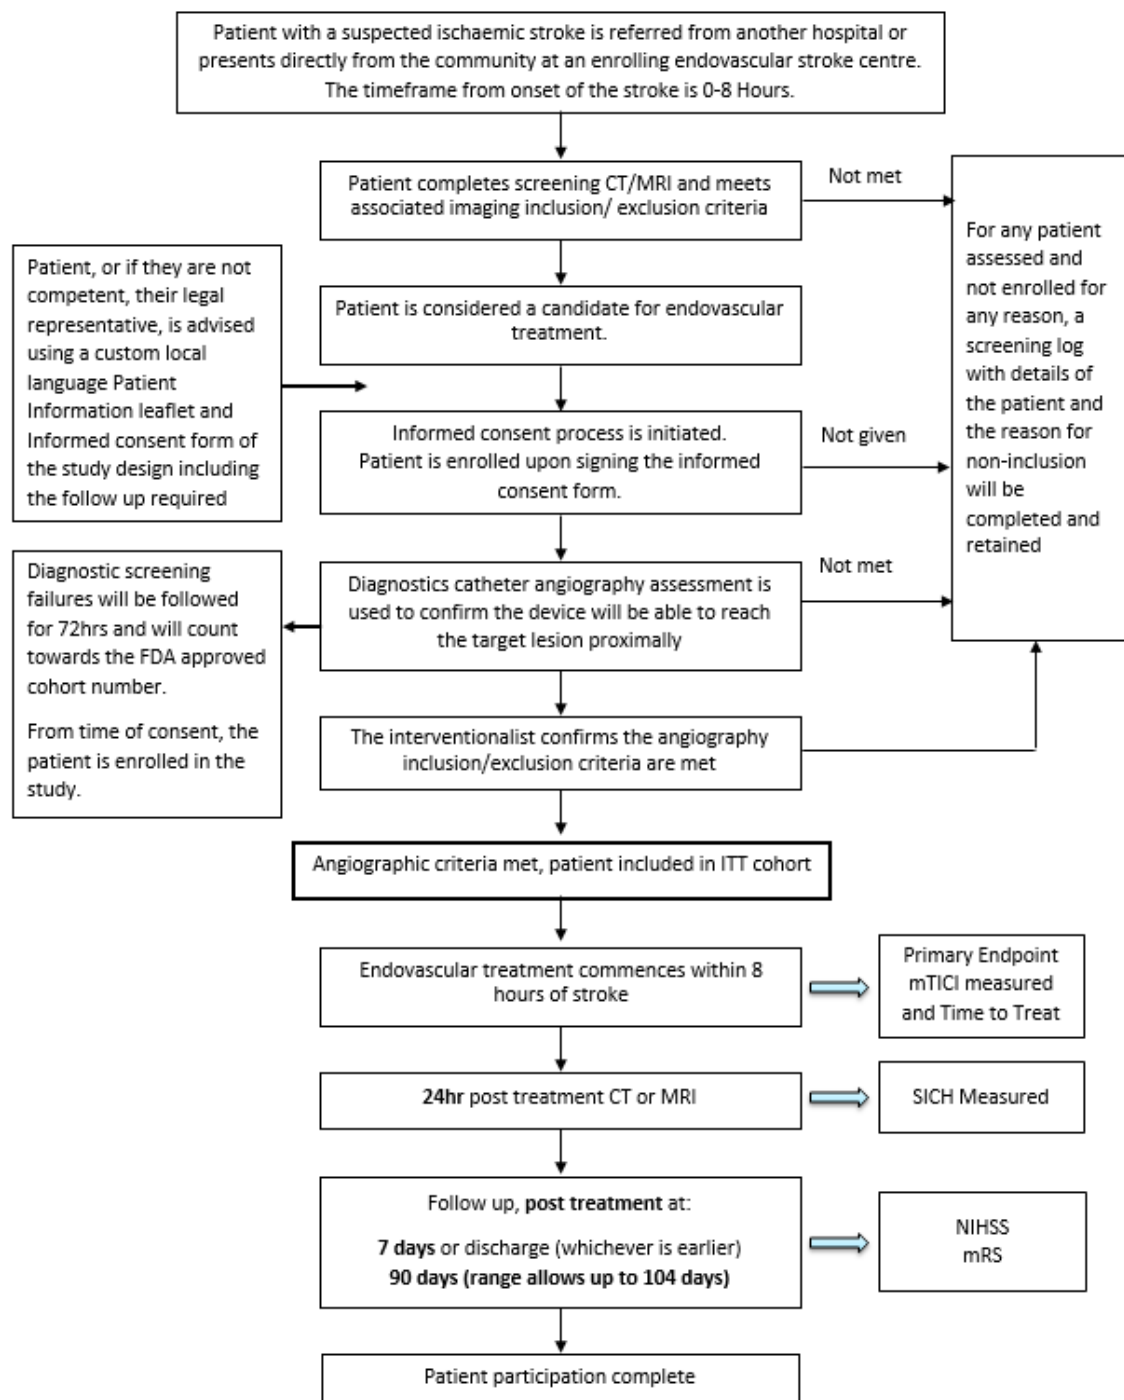 Patient with a suspected ischaemic stroke is referred from another hospital or
presents directly from the community at an enrolling endovascular stroke centre.
The timeframe from onset of the stroke is 0-8 Hours.
Patient completes screening CT/MRI and meets
associated imaging inclusion/ exclusion criteria
Not met
For any patient
assessed and
not enrolled for
any reason, a
screening log
with details of
the patient and
the reason for
non-inclusion
will be
completed and
retained
Patient, or if they are not
competent, their legal
representative, is advised
using a custom local
language Patient
Information leaflet and
Informed consent form of
the study design including
the follow up required
Patient is considered a candidate for endovascular
treatment.
Informed consent process is initiated.
Patient is enrolled upon signing the informed
consent form.
Not given
Diagnostic screening
failures will be followed
for 72hrs and will count
towards the FDA approved
cohort number.
From time of consent, the
patient is enrolled in the
study.
Diagnostics catheter angiography assessment is
used to confirm the device will be able to reach
the target lesion proximally
Not met
The interventionalist confirms the angiography
inclusion/exclusion criteria are met
Angiographic criteria met, patient included in ITT cohort
Endovascular treatment commences within 8
hours of stroke
Primary Endpoint
mTICI measured
and Time to Treat
24hr post treatment CT or MRI
SICH Measured
Follow up, post treatment at:
7 days or discharge (whichever is earlier)
90 days (range allows up to 104 days)
NIHSS
mRS
Patient participation complete